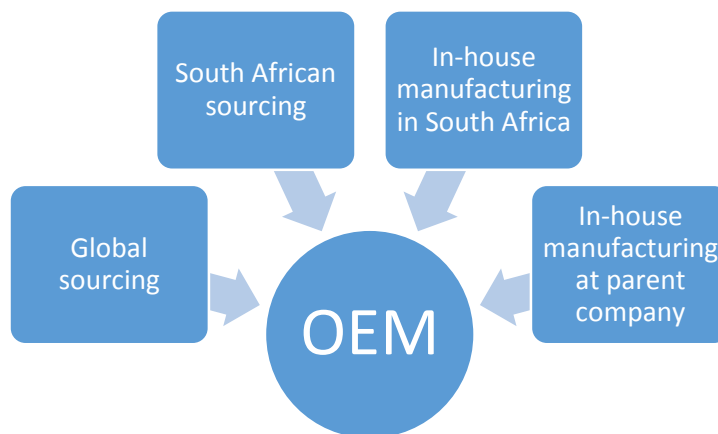 South African
sourcing
In-house
manufacturing
in South Africa
Global
sourcing
In-house
manufacturing
at parent
company
OEM